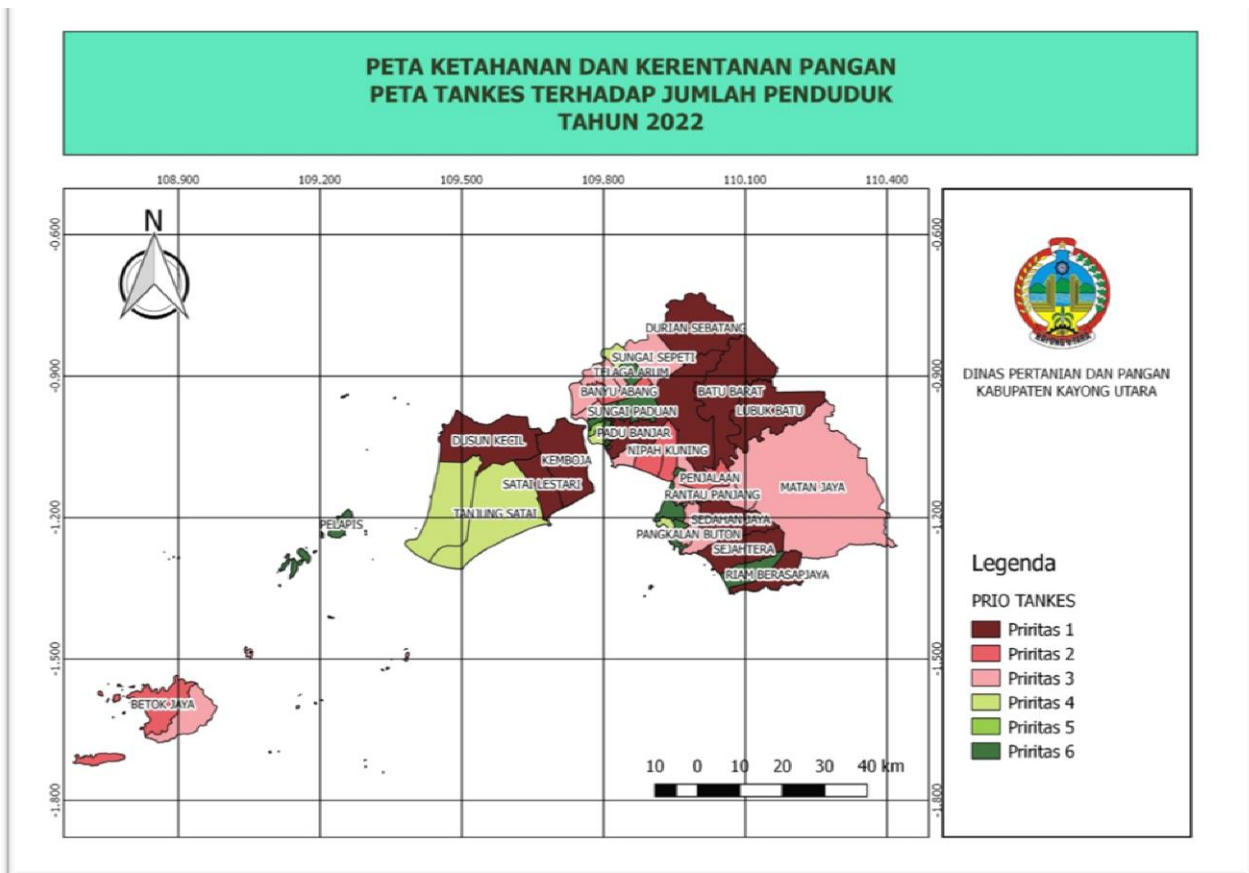 PETA KETAHANAN DAN KERENTANAN PANGAN
PETA TANKES TERHADAP JUMLAH PENDUDUK
TAHUN 2022
108.900 109.200 109.500 109.800 110.100 110.400
-0.600 -0.600
N
DURIAN SEBATANG
SUNGAI SEPETI
TELAGA ARUM
-0.900 -0.900
BANYU ABANG
BATU BARAT
SUNGAI PADUAN
LUBUK BATU
PADU BANJAR
DUSUN KECIL
NIPAH KUNING
KEMBOJA
PENJALAAN
SATAI LESTARI
RANTAU PANJANG
MATAN JAYA
TANJUNG SATAI
-1.200 -1.200
PELAPIS
SEDAHAN JAYA
PANGKALAN BUTON
SEJAHTERA
RIAM BERASAPJAYA
-1.500 -1.500
BETOK JAYA
10 0 10 20 30 40 km
-1.800 -1.800
KAYONG UTARA
DINAS PERTANIAN DAN PANGAN
KABUPATEN KAYONG UTARA
Legenda
PRIO TANKES
Priritas 1
Priritas 2
Priritas 3
Priritas 4
Priritas 5
Priritas 6